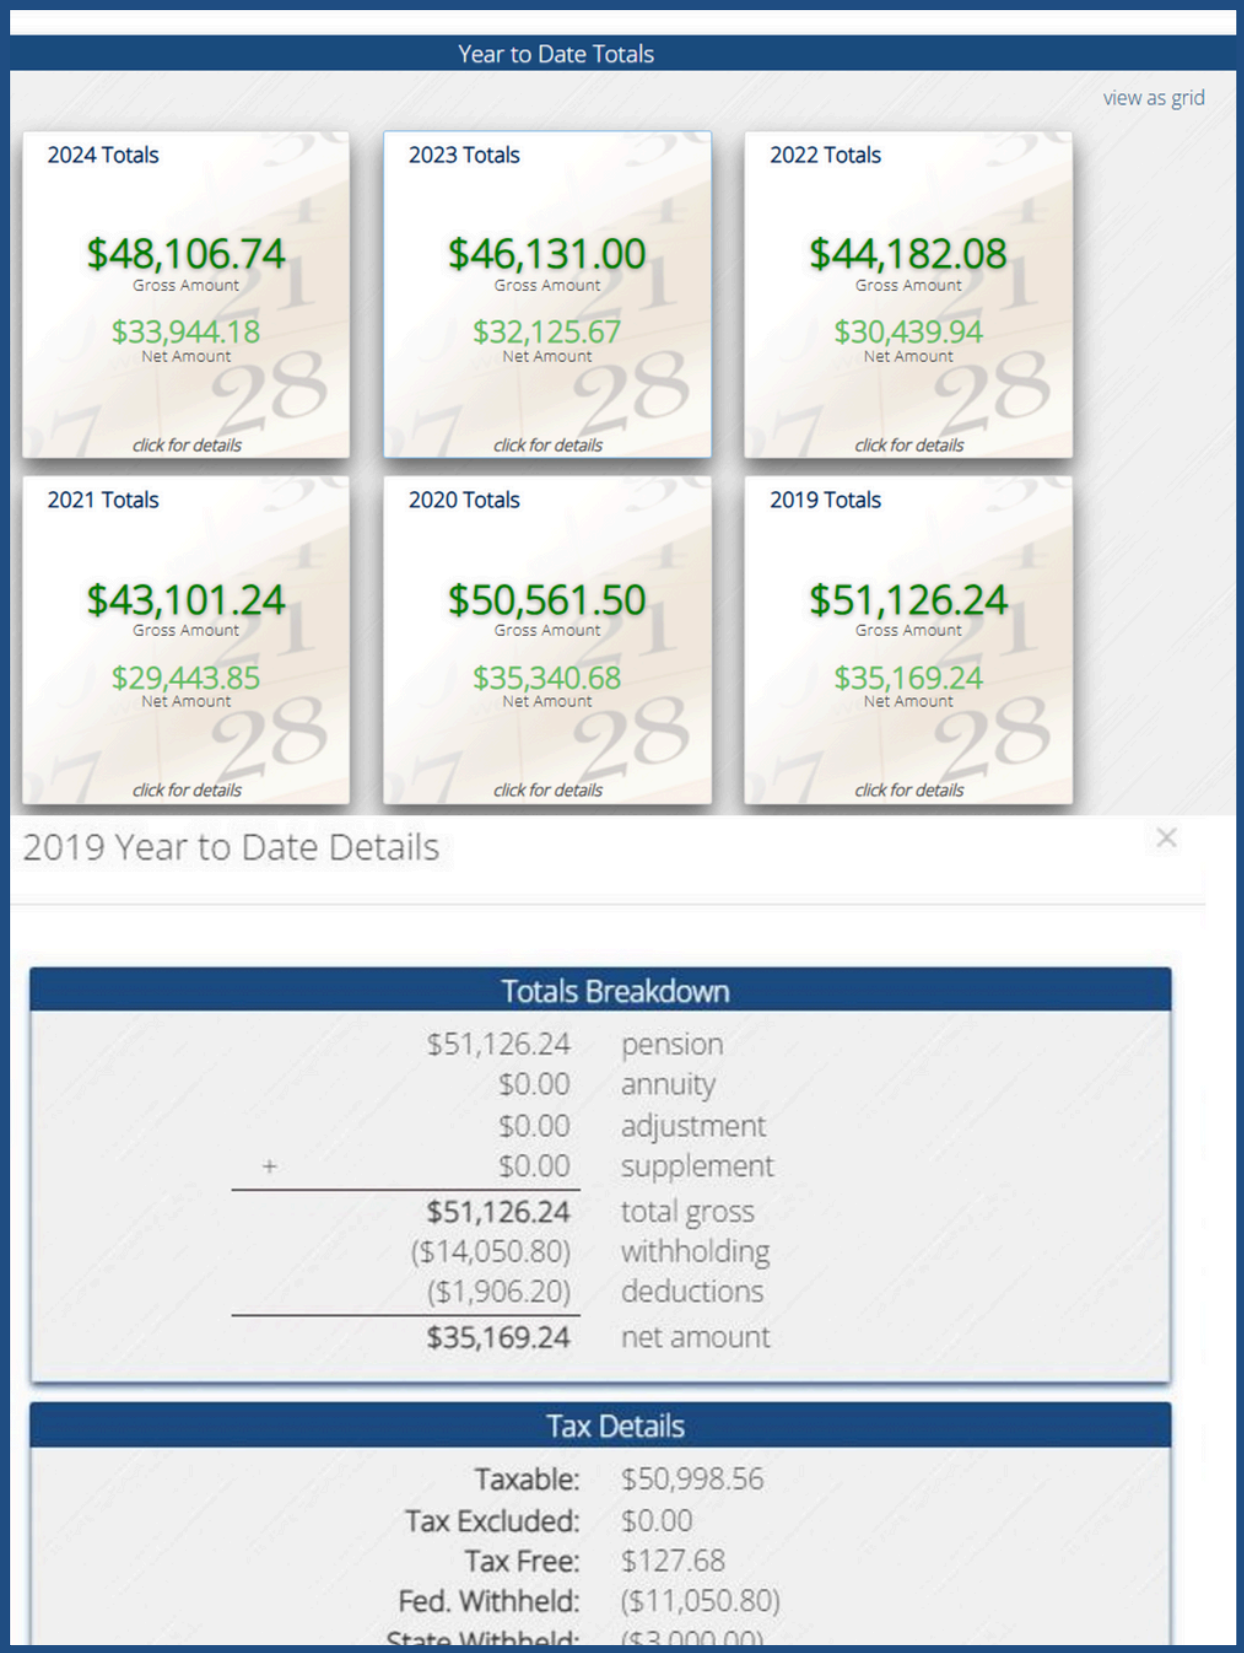 Year to Date Totals
view as grid
2024 Totals
$48,106.74
Gross Amount
$33,944.18
Net Amount
click for details
2023 Totals
$46,131.00
Gross Amount
$32,125.67
Net Amount
click for details
2022 Totals
$44,182.08
Gross Amount
$30,439.94
Net Amount
click for details
2021 Totals
$43,101.24
Gross Amount
$29,443.85
Net Amount
click for details
2020 Totals
$50,561.50
Gross Amount
$35,340.68
Net Amount
click for details
2019 Totals
$51,126.24
Gross Amount
$35,169.24
Net Amount
click for details
2019 Year to Date Details
Totals Breakdown
$51,126.24 pension
$0.00 annuity
$0.00 adjustment
+ $0.00 supplement
$51,126.24 total gross
($14,050.80) withholding
($1,906.20) deductions
$35,169.24 net amount
Tax Details
Taxable: $50,998.56
Tax Excluded: $0.00
Tax Free: $127.68
Fed. Withheld: ($11,050.80)
State Withheld: ($3,000.00)